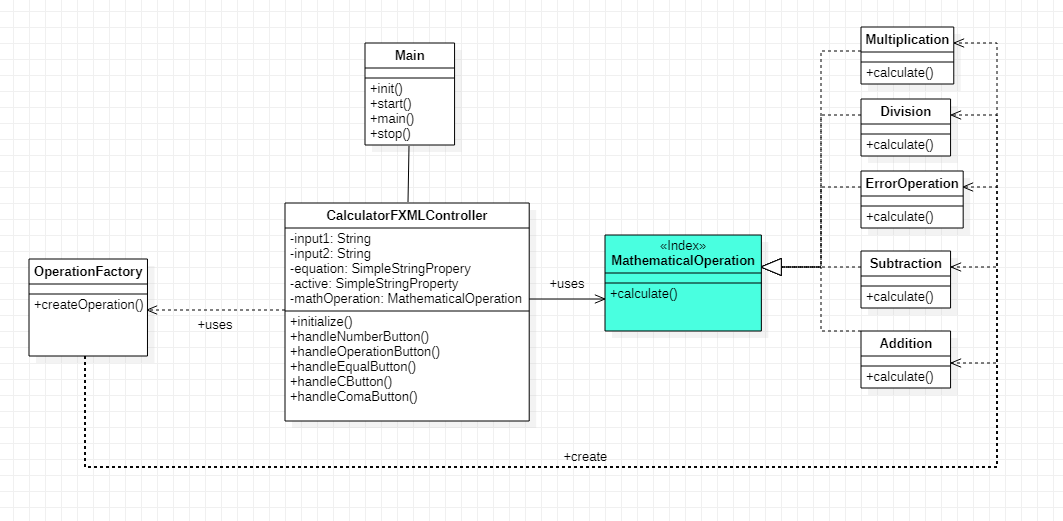 Main
+init()
+start()
+main()
+stop()
CalculatorFXMLController
-input1: String
-input2: String
-equation: SimpleStringPropery
-active: SimpleStringProperty
-mathOperation: MathematicalOperation
+initialize()
+handleNumberButton()
+handleOperationButton()
+handleEqualButton()
+handleCButton()
+handleComaButton()
OperationFactory
+createOperation()
+uses
+uses
«Index»
MathematicalOperation
+calculate()
Multiplication
+calculate()
Division
+calculate()
ErrorOperation
+calculate()
Subtraction
+calculate()
Addition
+calculate()
+create